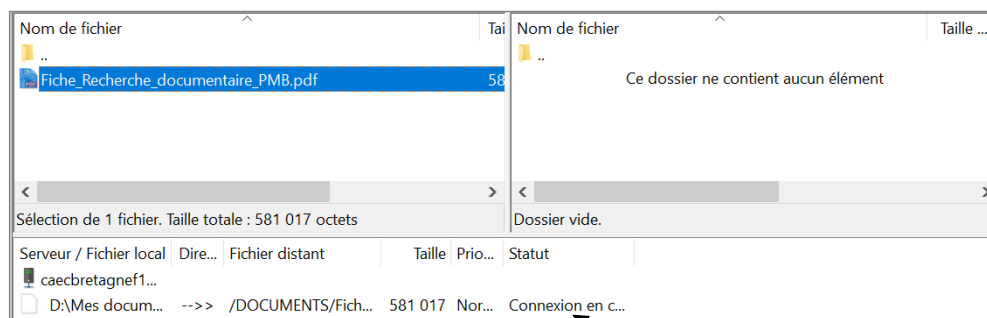 Nom de fichier Tai Nom de fichier Taille ...
.. ..
Fiche_Recherche_documentaire_PMB.pdf 58 Ce dossier ne contient aucun élément
Sélection de 1 fichier. Taille totale : 581 017 octets Dossier vide.
Serveur / Fichier local Dire... Fichier distant Taille Prio... Statut
caecbretagnef1...
D:\Mes docum... -->> /DOCUMENTS/Fich... 581 017 Nor... Connexion en c...